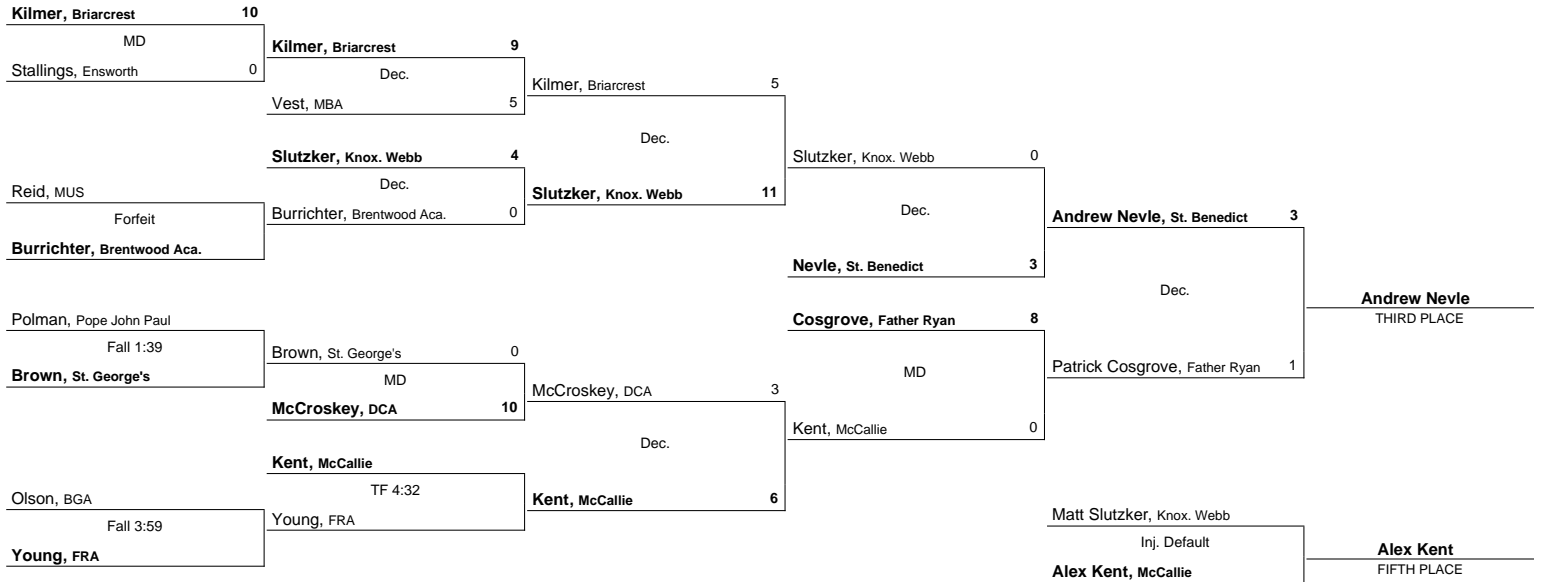 Kilmer, Briarcrest 10
MD
Stallings, Ensworth 0
Reid, MUS
Forfeit
Burrichter, Brentwood Aca.
Polman, Pope John Paul
Fall 1:39
Brown, St. George's
Olson, BGA
Fall 3:59
Young, FRA
Kilmer, Briarcrest 9
Dec.
Vest, MBA 5
Slutzker, Knox. Webb 4
Dec.
Burrichter, Brentwood Aca. 0
Brown, St. George's 0
MD
McCroskey, DCA 10
Kent, McCallie
TF 4:32
Young, FRA
Kilmer, Briarcrest 5
Dec.
Slutzker, Knox. Webb 11
McCroskey, DCA 3
Dec.
Kent, McCallie 6
Slutzker, Knox. Webb 0
Dec.
Nevle, St. Benedict 3
Cosgrove, Father Ryan 8
MD
Kent, McCallie 0
Andrew Nevle, St. Benedict 3
Dec.
Patrick Cosgrove, Father Ryan 1
Andrew Nevle
THIRD PLACE
Matt Slutzker, Knox. Webb
Inj. Default
Alex Kent, McCallie
Alex Kent
FIFTH PLACE